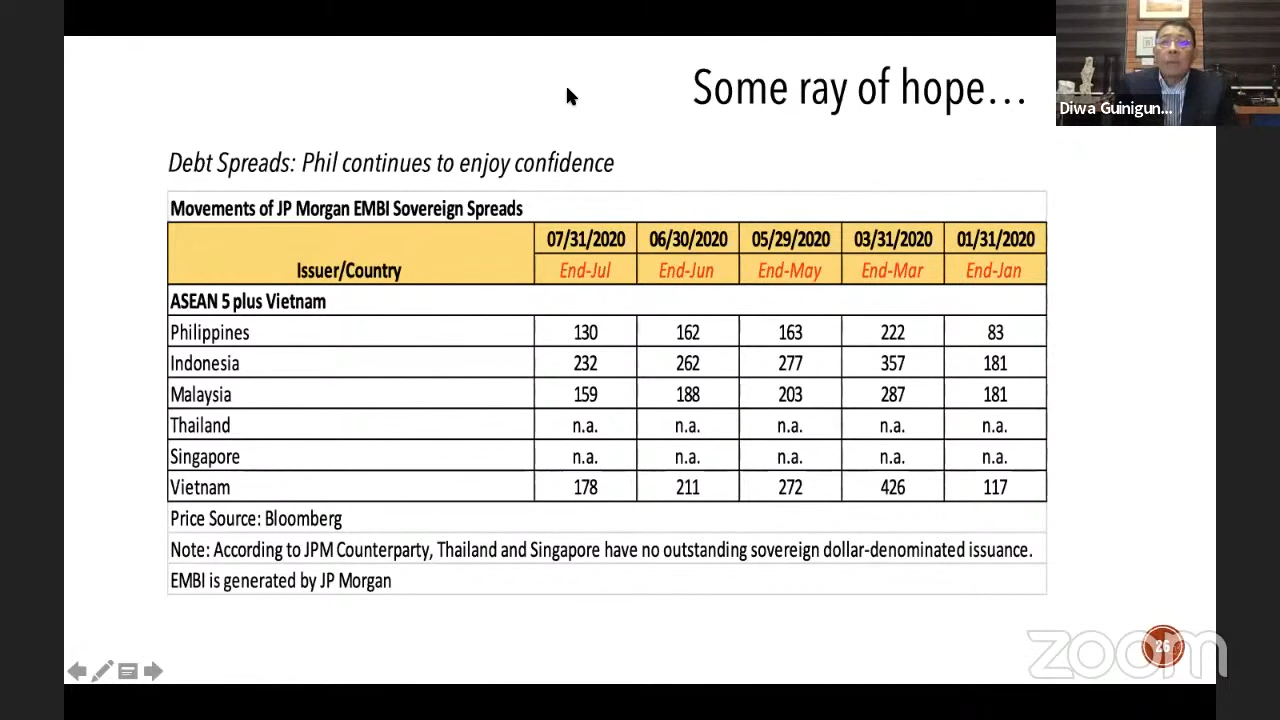 Some ray of hope...
Diwa Guinigun...
Debt Spreads: Phil continues to enjoy confidence
Movements of JP Morgan EMBI Sovereign Spreads
Issuer/Country 07/31/2020 06/30/2020 05/29/2020 03/31/2020 01/31/2020
End-Jul End-Jun End-May End-Mar End-Jan
ASEAN 5 plus Vietnam
Philippines 130 162 163 222 83
Indonesia 232 262 277 357 181
Malaysia 159 188 203 287 181
Thailand n.a. n.a. n.a. n.a. n.a.
Singapore n.a. n.a. n.a. n.a. n.a.
Vietnam 178 211 272 426 117
Price Source: Bloomberg
Note: According to JPM Counterparty, Thailand and Singapore have no outstanding sovereign dollar-denominated issuance.
EMBI is generated by JP Morgan
26
zoom